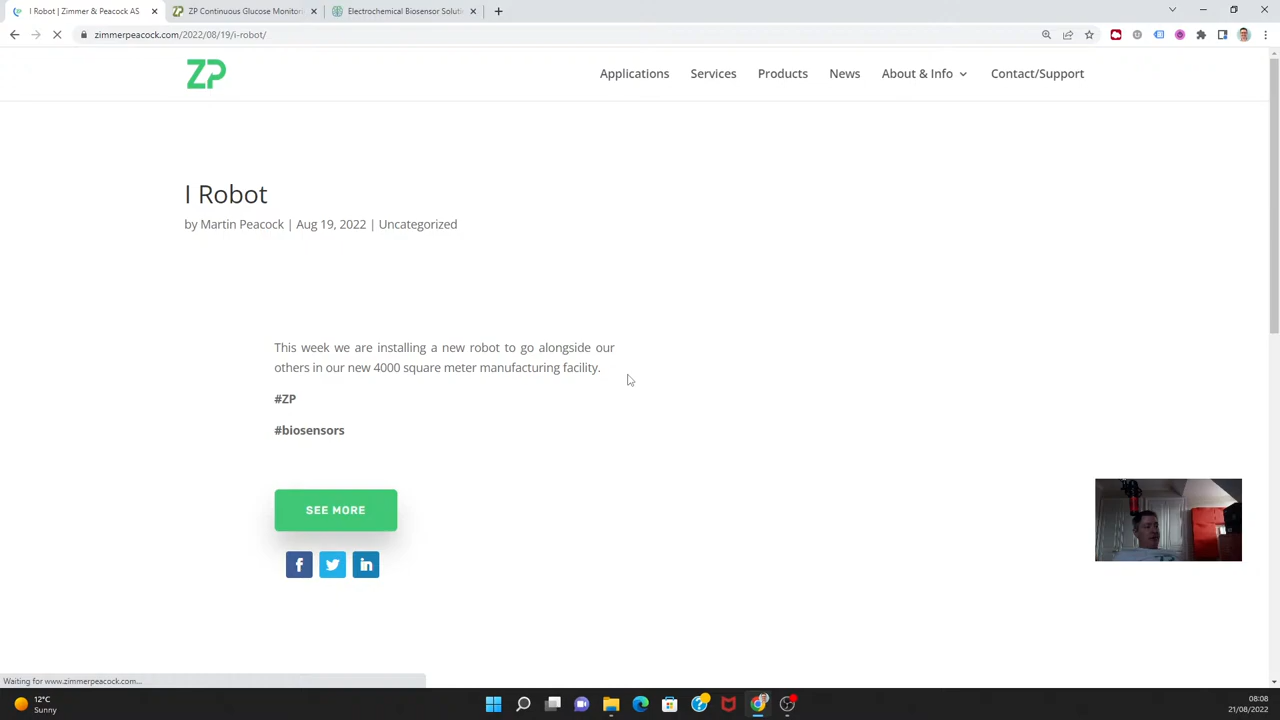 I Robot | Zimmer & Peacock AS
ZP Continuous Glucose Monitori
Electrochemical Biosensor Soluti
zimmerpeacock.com/2022/08/19/i-robot/
ZP
Applications
Services
Products
News
About & Info
Contact/Support
I Robot
by Martin Peacock | Aug 19, 2022 | Uncategorized
This week we are installing a new robot to go alongside our
others in our new 4000 square meter manufacturing facility.
#ZP
#biosensors
SEE MORE
Waiting for www.zimmerpeacock.com...
12°C
Sunny
08:08
21/08/2022